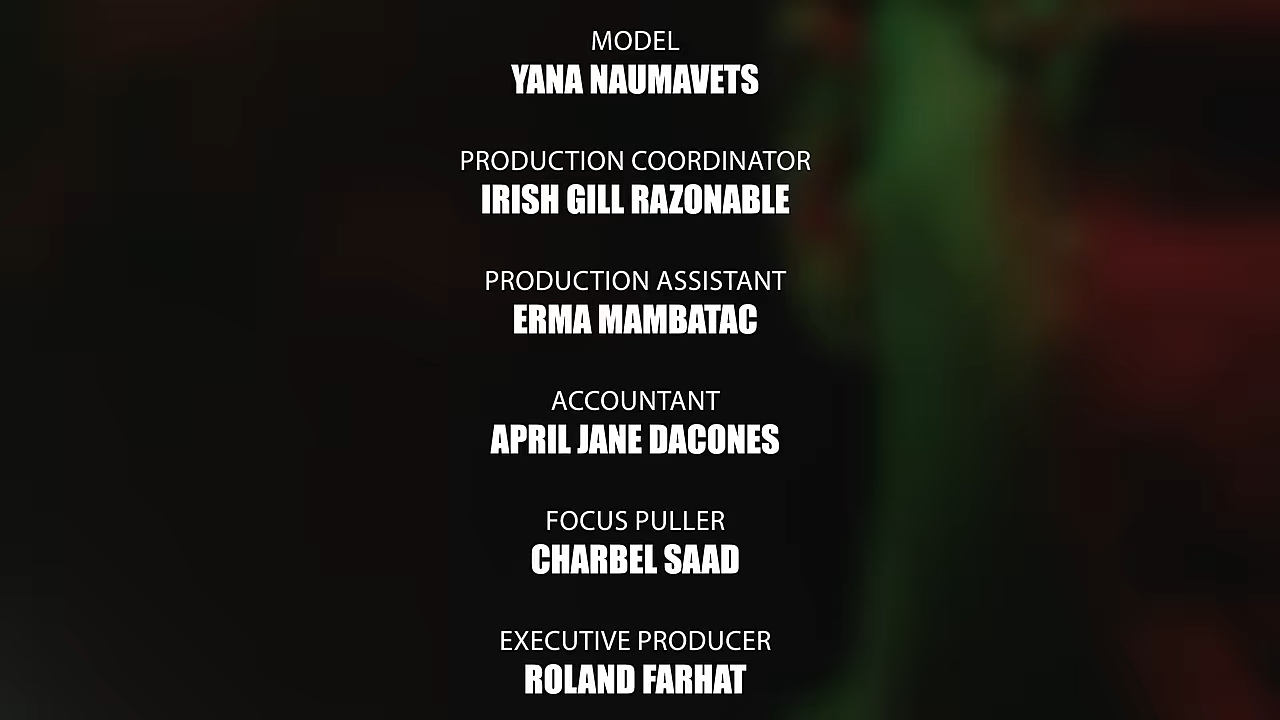 MODEL
YANA NAUMAVETS
PRODUCTION COORDINATOR
IRISH GILL RAZONABLE
PRODUCTION ASSISTANT
ERMA MAMBATAC
ACCOUNTANT
APRIL JANE DACONES
FOCUS PULLER
CHARBEL SAAD
EXECUTIVE PRODUCER
ROLAND FARHAT